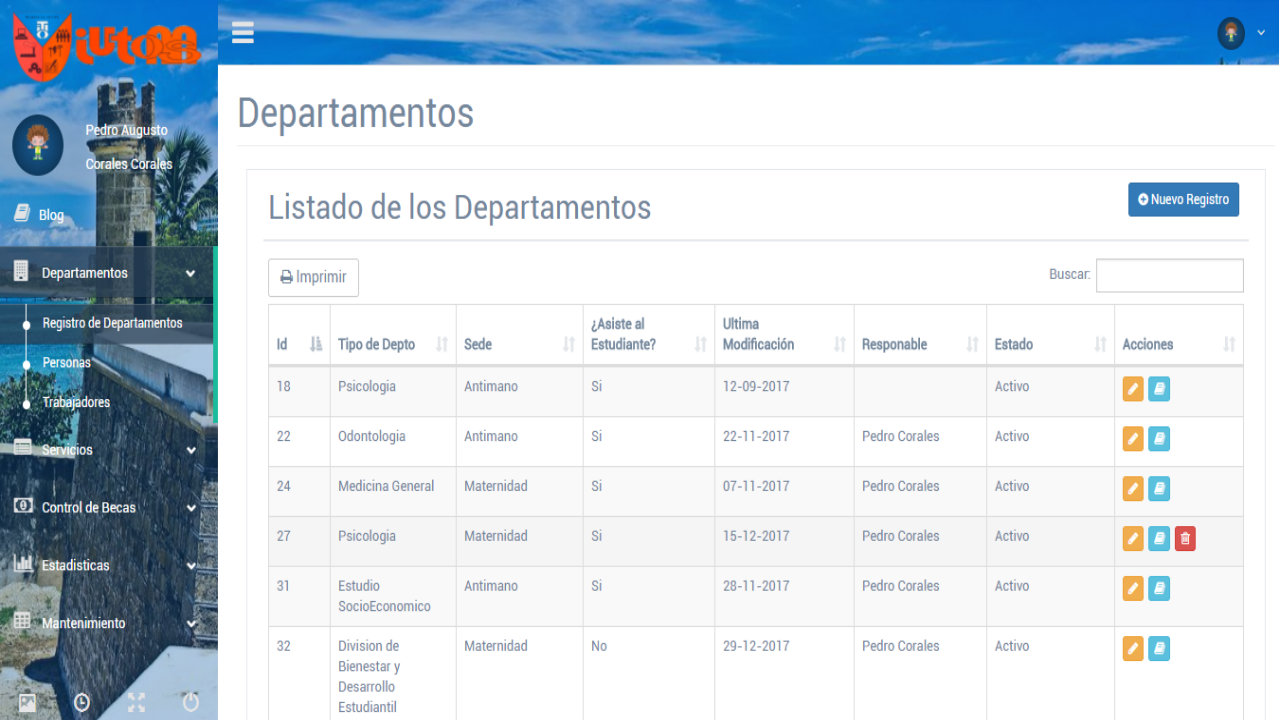 iutoms
Pedro Augusto
Corales Corales
Blog
Departamentos
Registro de Departamentos
Personas
Trabajadores
Servicios
Control de Becas
Estadisticas
Mantenimiento
Departamentos
Listado de los Departamentos
Nuevo Registro
Imprimir
Buscar:
Id Tipo de Depto Sede ¿Asiste al Estudiante? Ultima Modificación Responsable Estado Acciones
18 Psicologia Antimano Si 12-09-2017 Activo
22 Odontologia Antimano Si 22-11-2017 Pedro Corales Activo
24 Medicina General Maternidad Si 07-11-2017 Pedro Corales Activo
27 Psicologia Maternidad Si 15-12-2017 Pedro Corales Activo
31 Estudio SocioEconomico Antimano Si 28-11-2017 Pedro Corales Activo
32 Division de Bienestar y Desarrollo Estudiantil Maternidad No 29-12-2017 Pedro Corales Activo